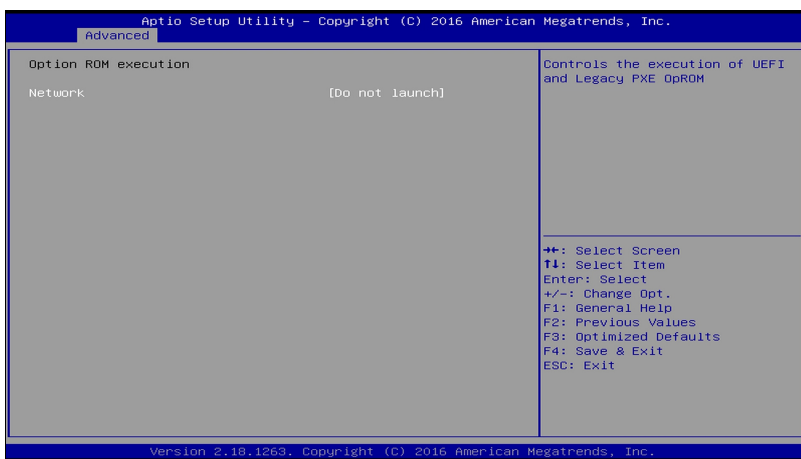 Aptio Setup Utility – Copyright (C) 2016 American Megatrends, Inc.
Advanced
Option ROM execution
Network [Do not launch]
Controls the execution of UEFI
and Legacy PXE OpROM
→←: Select Screen
↑↓: Select Item
Enter: Select
+/-: Change Opt.
F1: General Help
F2: Previous Values
F3: Optimized Defaults
F4: Save & Exit
ESC: Exit
Version 2.18.1263. Copyright (C) 2016 American Megatrends, Inc.